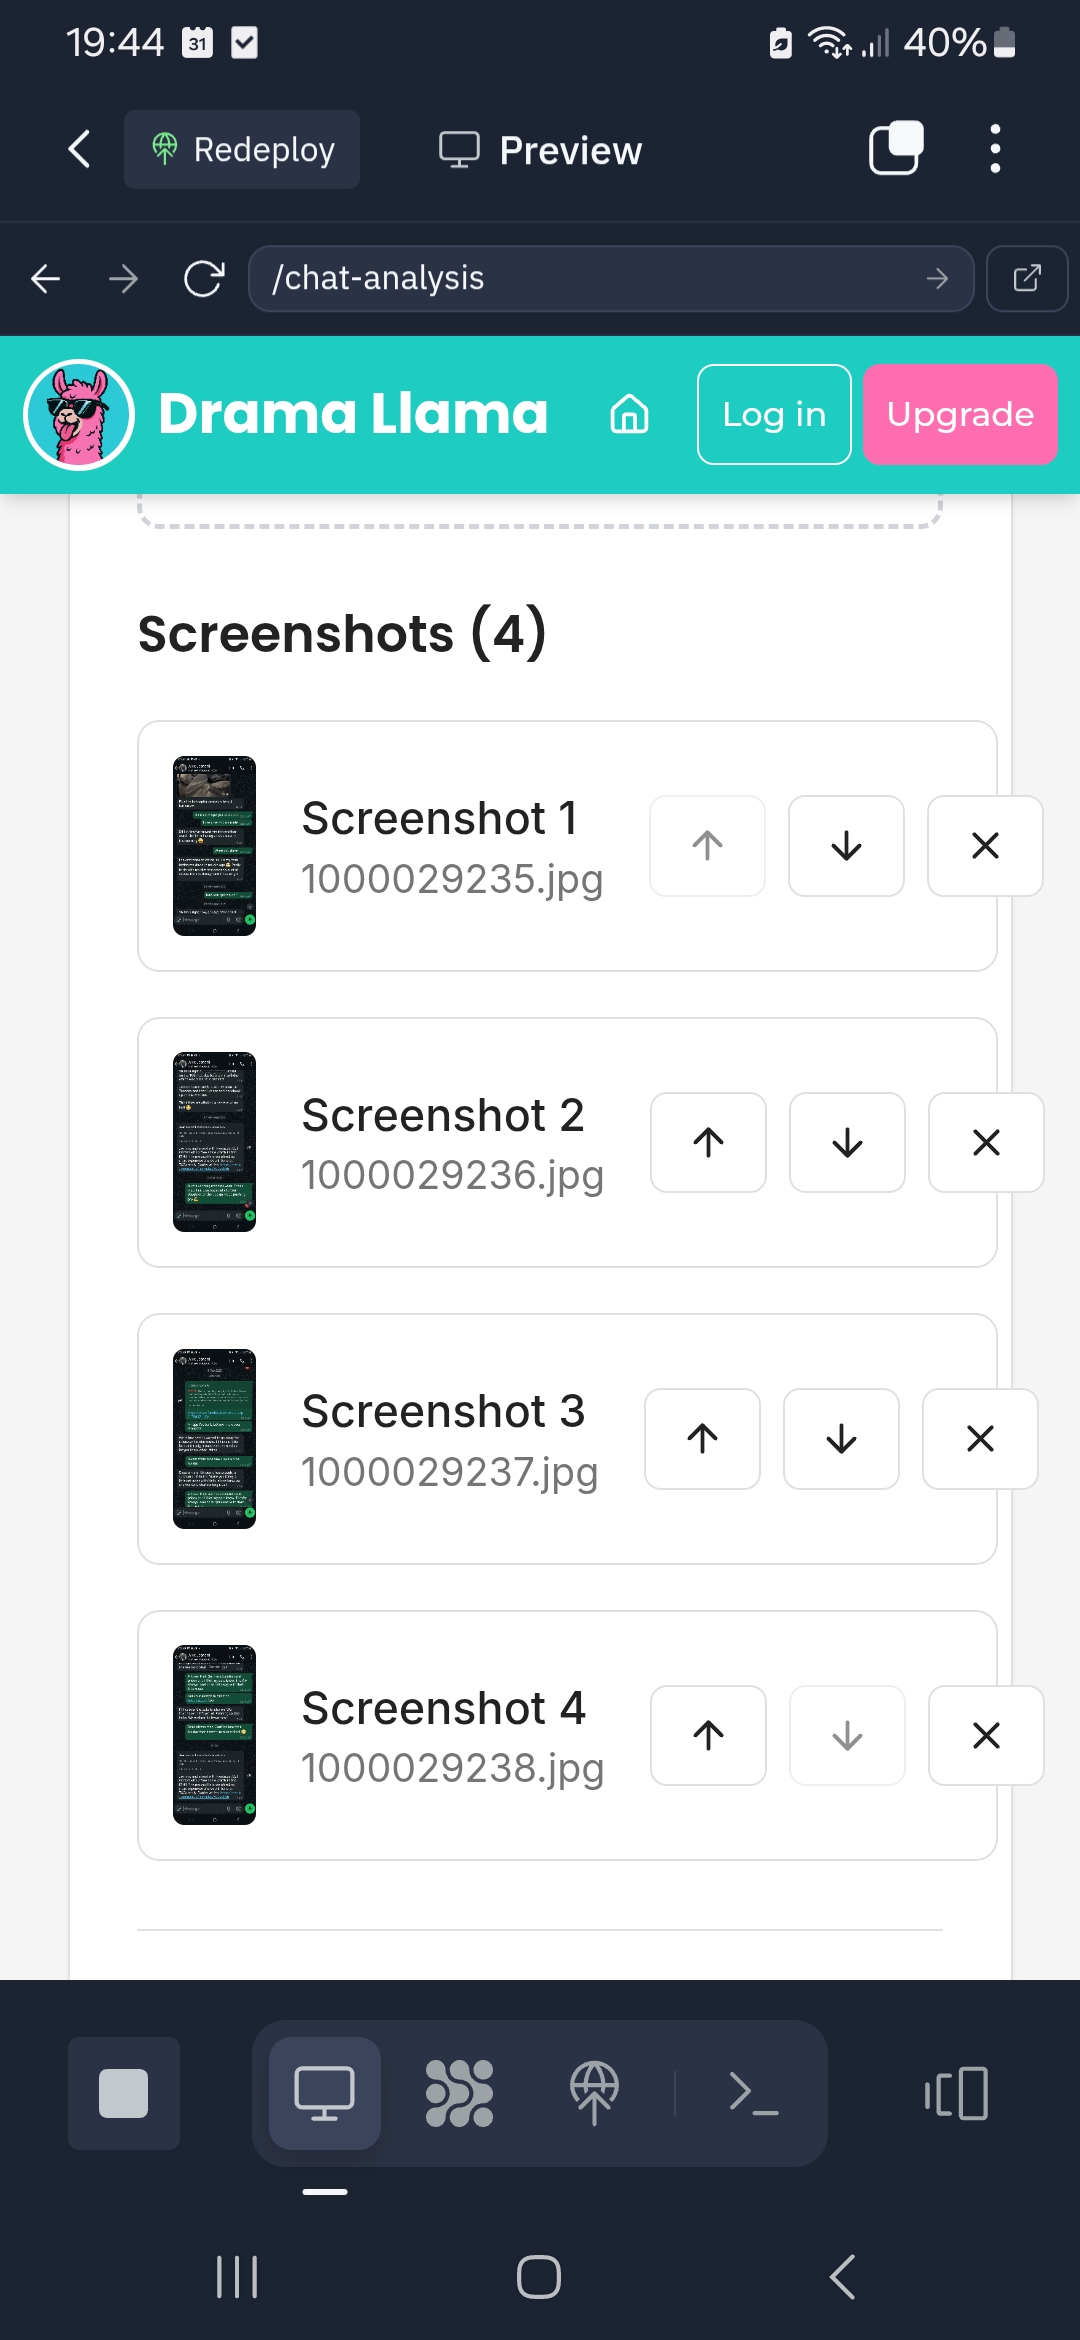 19:44
31
40%
Redeploy
Preview
/chat-analysis
Drama Llama
Log in
Upgrade
Screenshots (4)
Screenshot 1
1000029235.jpg
Screenshot 2
1000029236.jpg
Screenshot 3
1000029237.jpg
Screenshot 4
1000029238.jpg